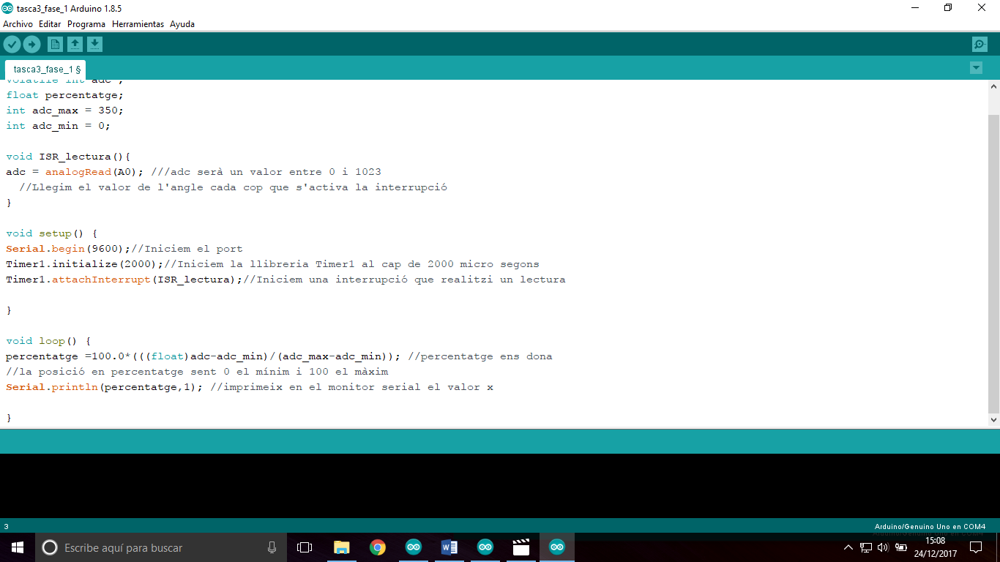 tasca3_fase_1 Arduino 1.8.5
Archivo Editar Programa Herramientas Ayuda
tasca3_fase_1 §
volatile int adc ;
float percentatge;
int adc_max = 350;
int adc_min = 0;
void ISR_lectura(){
adc = analogRead(A0); ///adc serà un valor entre 0 i 1023
//Llegim el valor de l'angle cada cop que s'activa la interrupció
}
void setup() {
Serial.begin(9600);//Iniciem el port
Timer1.initialize(2000);//Iniciem la llibreria Timer1 al cap de 2000 micro segons
Timer1.attachInterrupt(ISR_lectura);//Iniciem una interrupció que realitzi un lectura
}
void loop() {
percentatge =100.0*(((float)adc-adc_min)/(adc_max-adc_min)); //percentatge ens dona
//la posició en percentatge sent 0 el mínim i 100 el màxim
Serial.println(percentatge,1); //imprimeix en el monitor serial el valor x
}
3
Arduino/Genuino Uno en COM4
Escribe aquí para buscar
15:08
24/12/2017